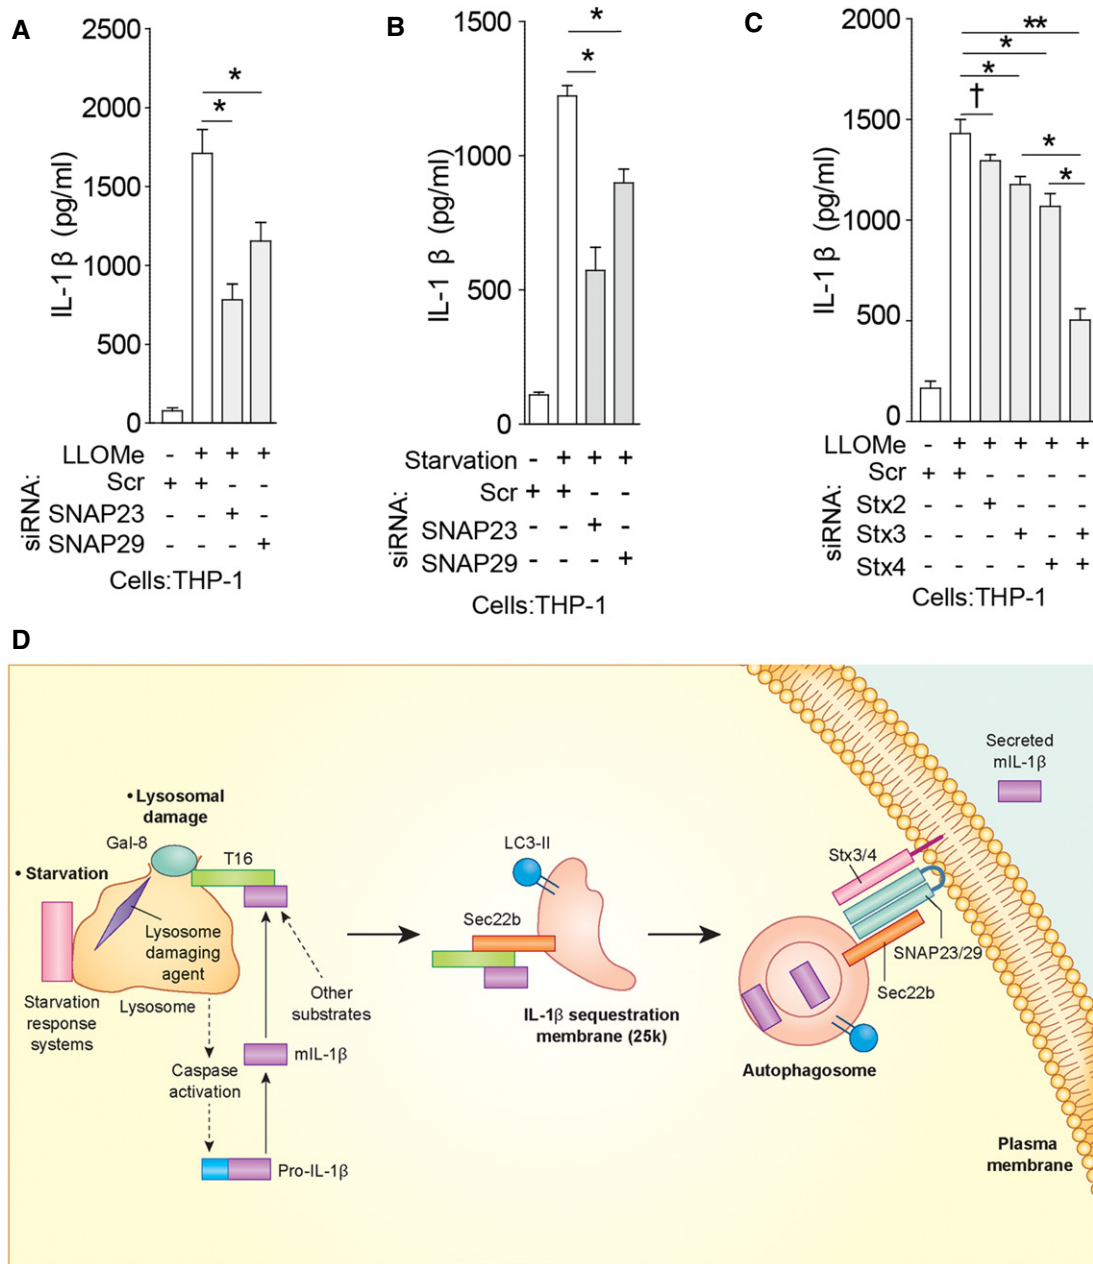 A
2500
2000
1500
1000
500
0
IL-1 β (pg/ml)
*
*
LLOMe - + + +
siRNA:
Scr + + - -
SNAP23 - - + -
SNAP29 - - - +
Cells:THP-1
B
1500
1000
500
0
IL-1 β (pg/ml)
*
*
Starvation - + + +
siRNA:
Scr + + - -
SNAP23 - - + -
SNAP29 - - - +
Cells:THP-1
C
2000
1500
1000
500
0
IL-1 β (pg/ml)
**
*
*
†
*
*
LLOMe - + + + + +
siRNA:
Scr + + - - - -
Stx2 - - + - - -
Stx3 - - - + - +
Stx4 - - - - + +
Cells:THP-1
D
• Lysosomal
damage
Gal-8
T16
• Starvation
Lysosome
damaging
agent
Starvation
response
systems
Lysosome
Other
substrates
Caspase
activation
mIL-1β
Pro-IL-1β
LC3-II
Sec22b
IL-1β sequestration
membrane (25k)
Secreted
mIL-1β
Stx3/4
SNAP23/29
Sec22b
Autophagosome
Plasma
membrane